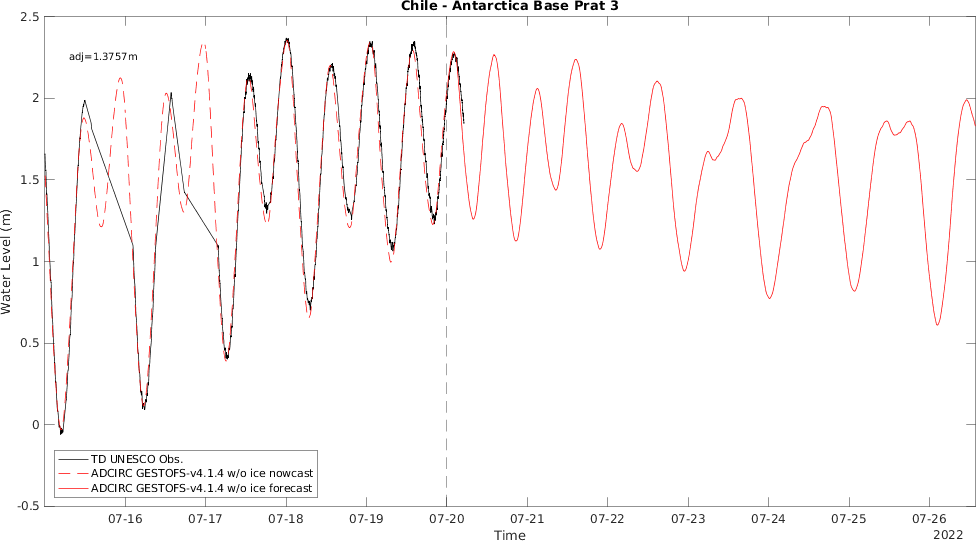 Chile - Antarctica Base Prat 3
2.5
adj=1.3757m
2
1.5
Water Level (m)
1
0.5
0
TD UNESCO Obs.
ADCIRC GESTOFS-v4.1.4 w/o ice nowcast
ADCIRC GESTOFS-v4.1.4 w/o ice forecast
-0.5
07-16 07-17 07-18 07-19 07-20 07-21 07-22 07-23 07-24 07-25 07-26
Time
2022